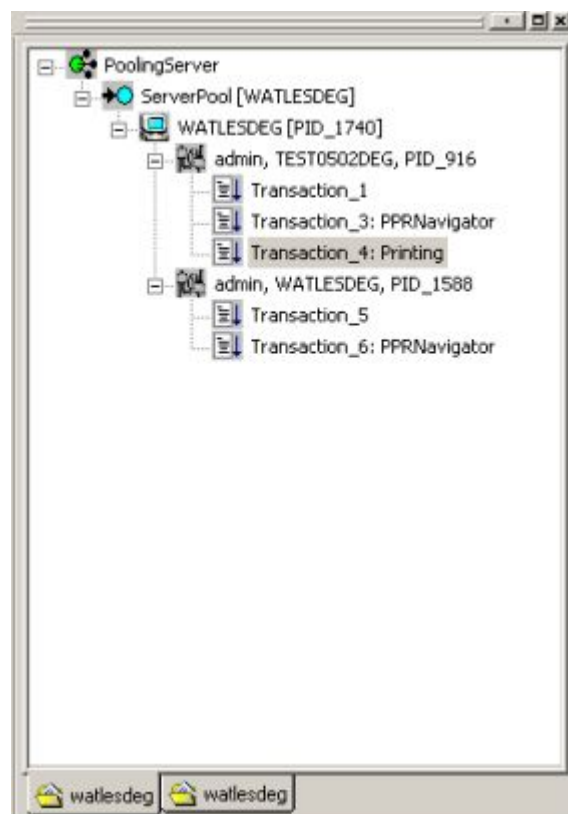 PoolingServer
ServerPool [WATLESDEG]
WATLESDEG [PID_1740]
admin, TEST0502DEG, PID_916
Transaction_1
Transaction_3: PPRNavigator
Transaction_4: Printing
admin, WATLESDEG, PID_1588
Transaction_5
Transaction_6: PPRNavigator
watlesdeg watlesdeg